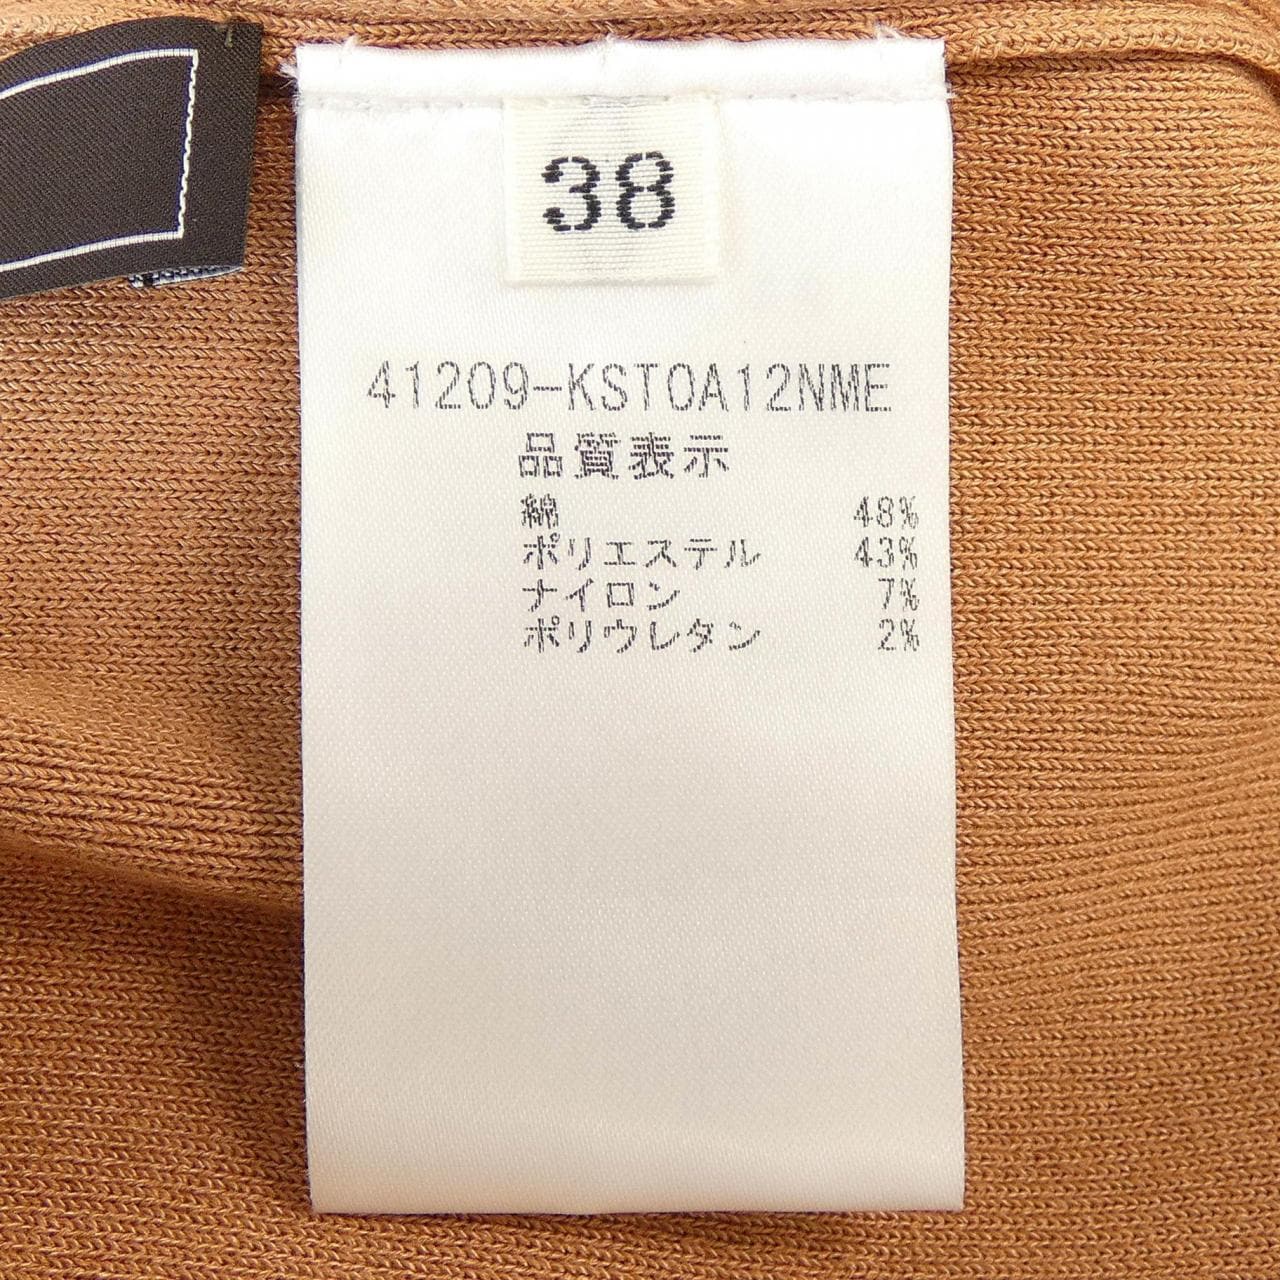 38
41209-KST0A12NME
品質表示
綿 48%
ポリエステル 43%
ナイロン 7%
ポリウレタン 2%